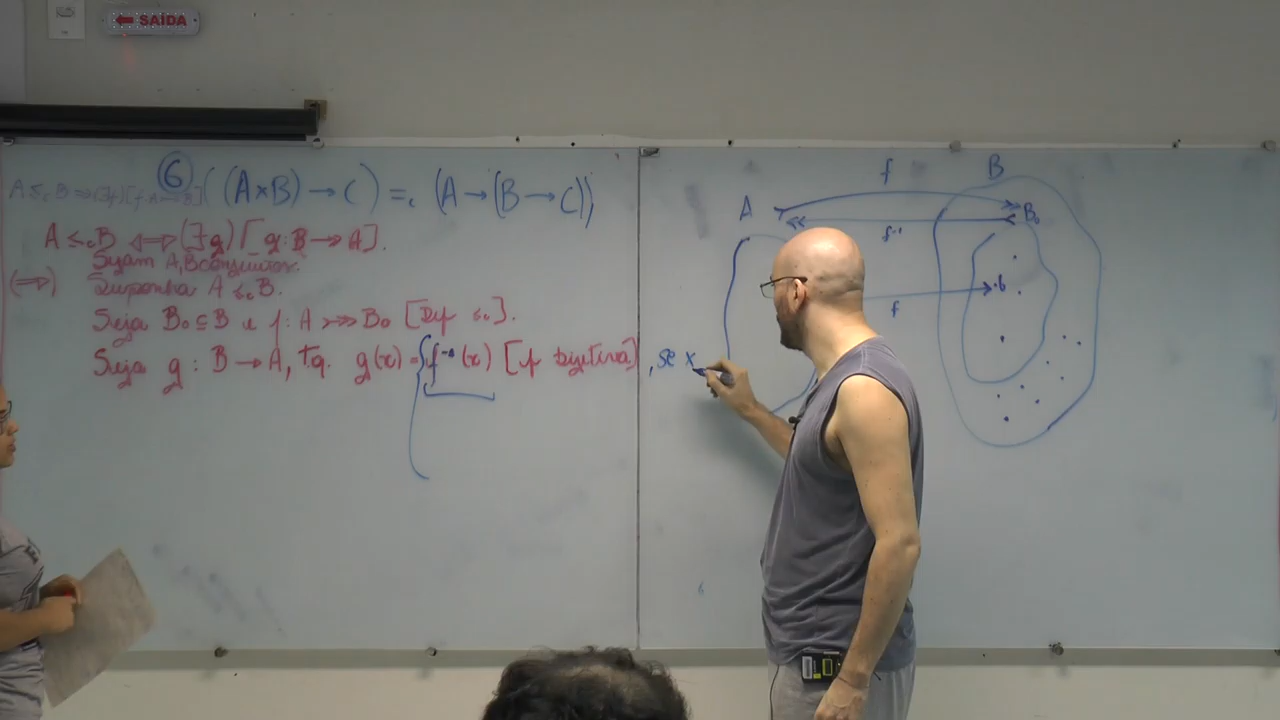 ← SAÍDA
⑥ ((A×B) → C) =c (A → (B → C))
A ≤c B ⇒ (∃f)[f: A → B]
A ≤c B ⇔ (∃g)[g: B → A].
Sejam A, B conjuntos.
(⇒) Suponha A ≤c B.
Seja B₀ ⊆ B e f: A ↣↠ B₀ [Def ≤c].
Seja g: B → A, t.q. g(x) = { f⁻¹(x) [f bijetiva], se x
f
B
A
B₀
f⁻¹
b
f